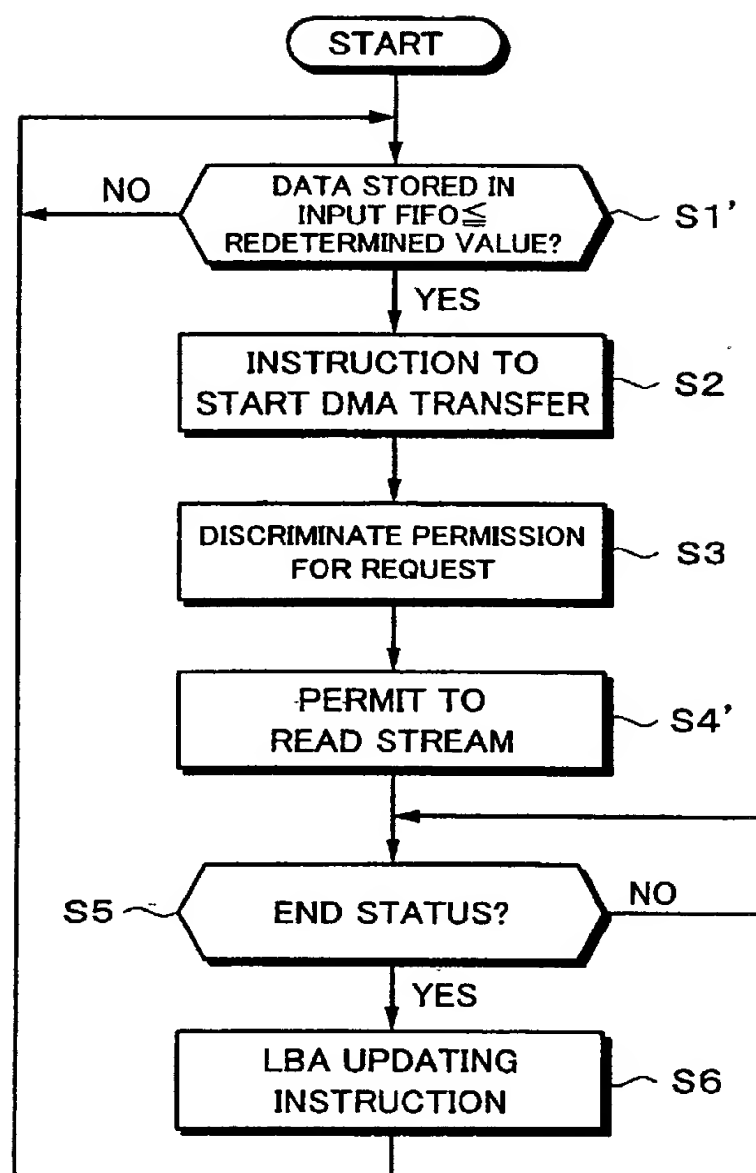 START
NO
DATA STORED IN
INPUT FIFO≦
REDETERMINED VALUE?
S1'
YES
INSTRUCTION TO
START DMA TRANSFER
S2
DISCRIMINATE PERMISSION
FOR REQUEST
S3
PERMIT TO
READ STREAM
S4'
S5
END STATUS?
NO
YES
LBA UPDATING
INSTRUCTION
S6